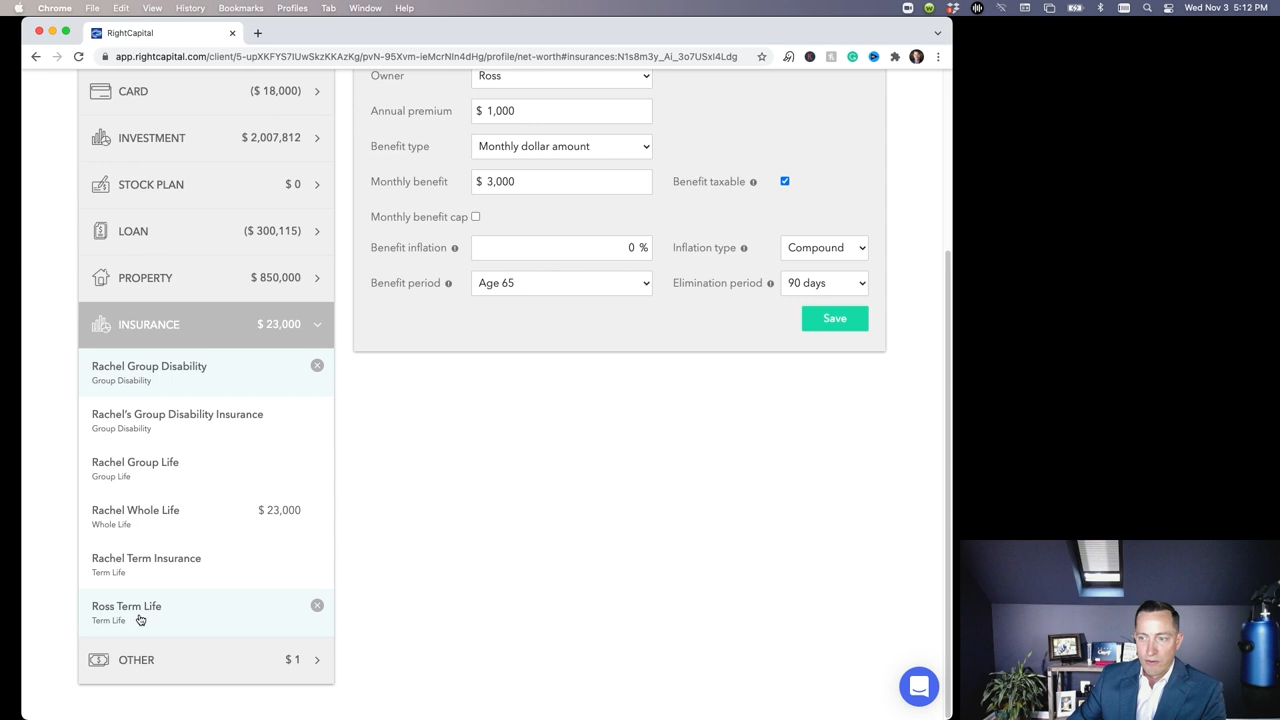 Chrome File Edit View History Bookmarks Profiles Tab Window Help
Wed Nov 3 5:12 PM
RightCapital
app.rightcapital.com/client/5-upXKFYS7IUwSkzKKAzKg/pvN-95Xvm-ieMcrNIn4dHg/profile/net-worth#insurances:N1s8m3y_Ai_3o7USxI4Ldg
CARD ($ 18,000)
INVESTMENT $ 2,007,812
STOCK PLAN $ 0
LOAN ($ 300,115)
PROPERTY $ 850,000
INSURANCE $ 23,000
Rachel Group Disability
Group Disability
Rachel's Group Disability Insurance
Group Disability
Rachel Group Life
Group Life
Rachel Whole Life $ 23,000
Whole Life
Rachel Term Insurance
Term Life
Ross Term Life
Term Life
OTHER $ 1
Owner Ross
Annual premium $ 1,000
Benefit type Monthly dollar amount
Monthly benefit $ 3,000 Benefit taxable
Monthly benefit cap
Benefit inflation 0 % Inflation type Compound
Benefit period Age 65 Elimination period 90 days
Save